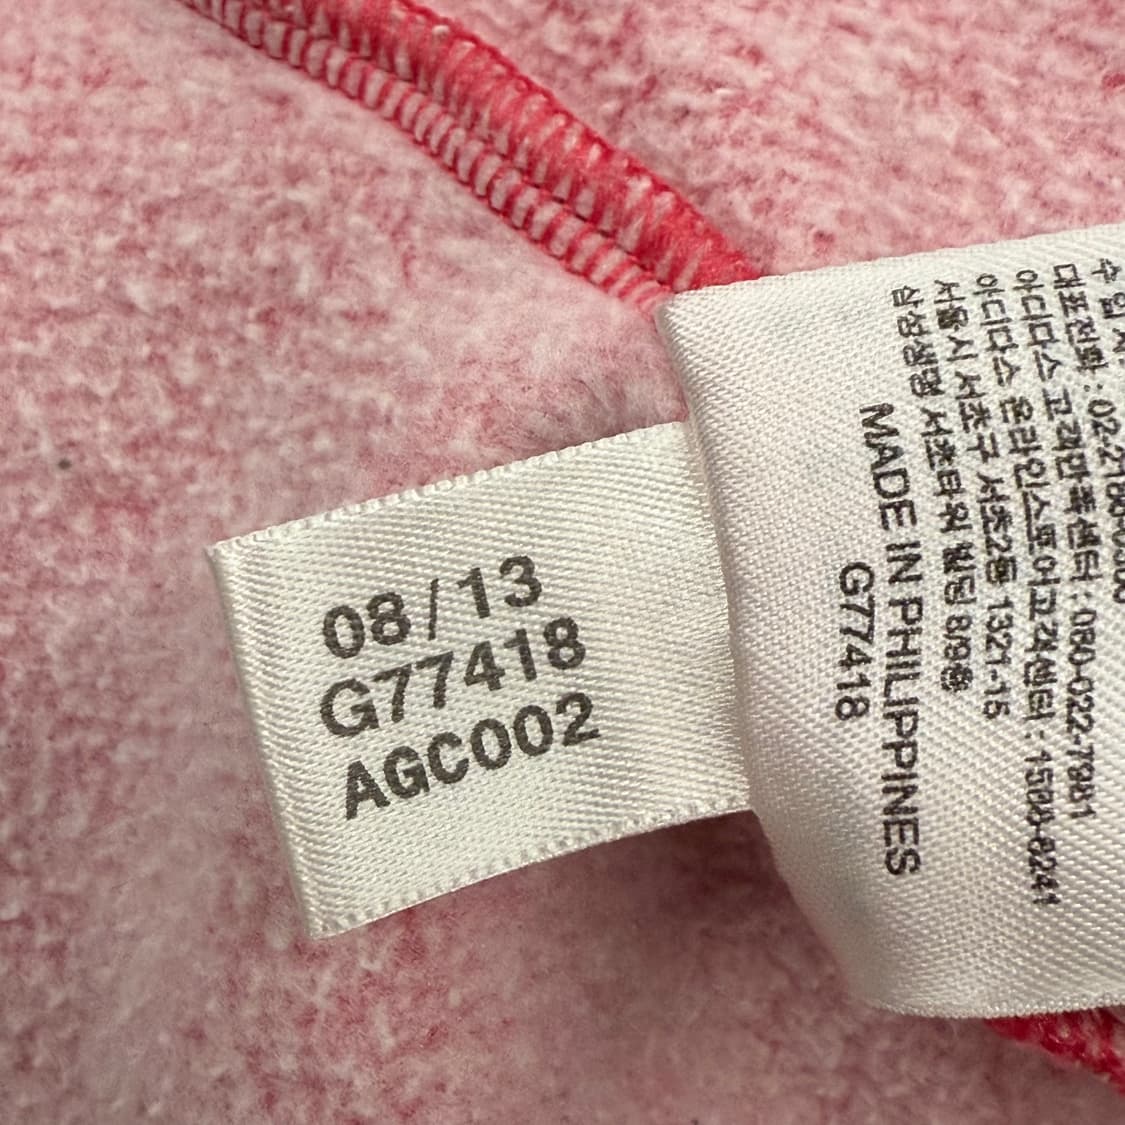 08/13
G77418
AGC002
대표전화 : 02-2186-
아디다스 고객만족센터 : 080-022-7981
아디다스 온라인스토어고객센터 : 1588-8241
서울시 서초구 서초2동 1321-15
삼성생명 서초타워 빌딩 8/9층
MADE IN PHILIPPINES
G77418